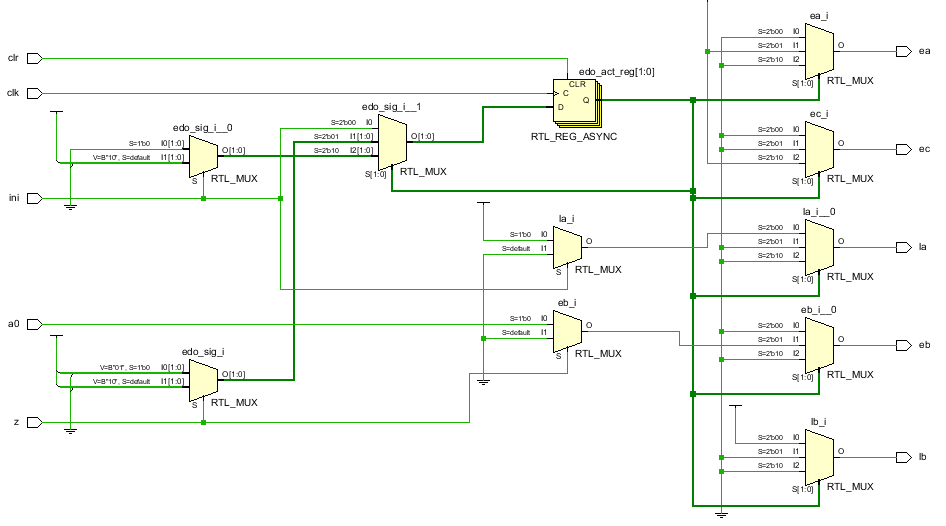 ea_i
S=2'b00 I0
S=2'b01 I1 O ea
S=2'b10 I2
S[1:0] RTL_MUX
clr
edo_act_reg[1:0]
CLR
clk C Q
D
RTL_REG_ASYNC
edo_sig_i__1
S=2'b00 I0
S=2'b01 I1[1:0] O[1:0]
S=2'b10 I2[1:0]
S[1:0] RTL_MUX
edo_sig_i__0
S=1'b0 I0[1:0] O[1:0]
V=B"10", S=default I1[1:0]
S RTL_MUX
ec_i
S=2'b00 I0
S=2'b01 I1 O ec
S=2'b10 I2
S[1:0] RTL_MUX
ini
la_i
S=1'b0 I0 O
S=default I1
S RTL_MUX
la_i__0
S=2'b00 I0
S=2'b01 I1 O la
S=2'b10 I2
S[1:0] RTL_MUX
a0
eb_i
S=1'b0 I0 O
S=default I1
S RTL_MUX
eb_i__0
S=2'b00 I0
S=2'b01 I1 O eb
S=2'b10 I2
S[1:0] RTL_MUX
edo_sig_i
V=B"01", S=1'b0 I0[1:0] O[1:0]
V=B"10", S=default I1[1:0]
S RTL_MUX
z
lb_i
S=2'b00 I0
S=2'b01 I1 O lb
S=2'b10 I2
S[1:0] RTL_MUX